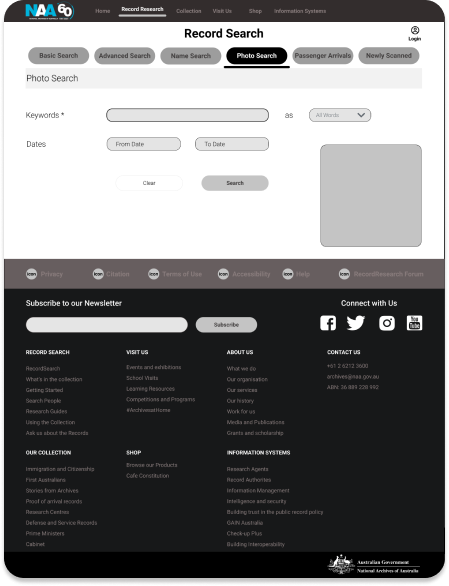 NAA 60
Home Record Research Collection Visit Us Shop Information Systems
Record Search
Login
Basic Search Advanced Search Name Search Photo Search Passenger Arrivals Newly Scanned
Photo Search
Keywords * as All Words
Dates From Date To Date
Clear Search
Icon Privacy Icon Citation Icon Terms of Use Icon Accessibility Icon Help Icon RecordResearch Forum
Subscribe to our Newsletter Connect with Us
Subscribe
You Tube
RECORD SEARCH VISIT US ABOUT US CONTACT US
RecordSearch Events and exhibitions What we do +61 2 6212 3600
What's in the collection School Visits Our organisation archives@naa.gov.au
Getting Started Learning Resources Our services ABN: 36 889 228 992
Search People Competitions and Programs Our history
Research Guides #ArchivesatHome Work for us
Using the Collection Media and Publications
Ask us about the Records Grants and scholarship
OUR COLLECTION SHOP INFORMATION SYSTEMS
Immigration and Citizenship Browse our Products Research Agents
First Australians Cafe Constitution Record Authorities
Stories from Archives Information Management
Proof of arrival records Intelligence and security
Research Centres Building trust in the public record policy
Defense and Service Records GAIN Australia
Prime Ministers Check-up Plus
Cabinet Building Interoperability
Australian Government
National Archives of Australia